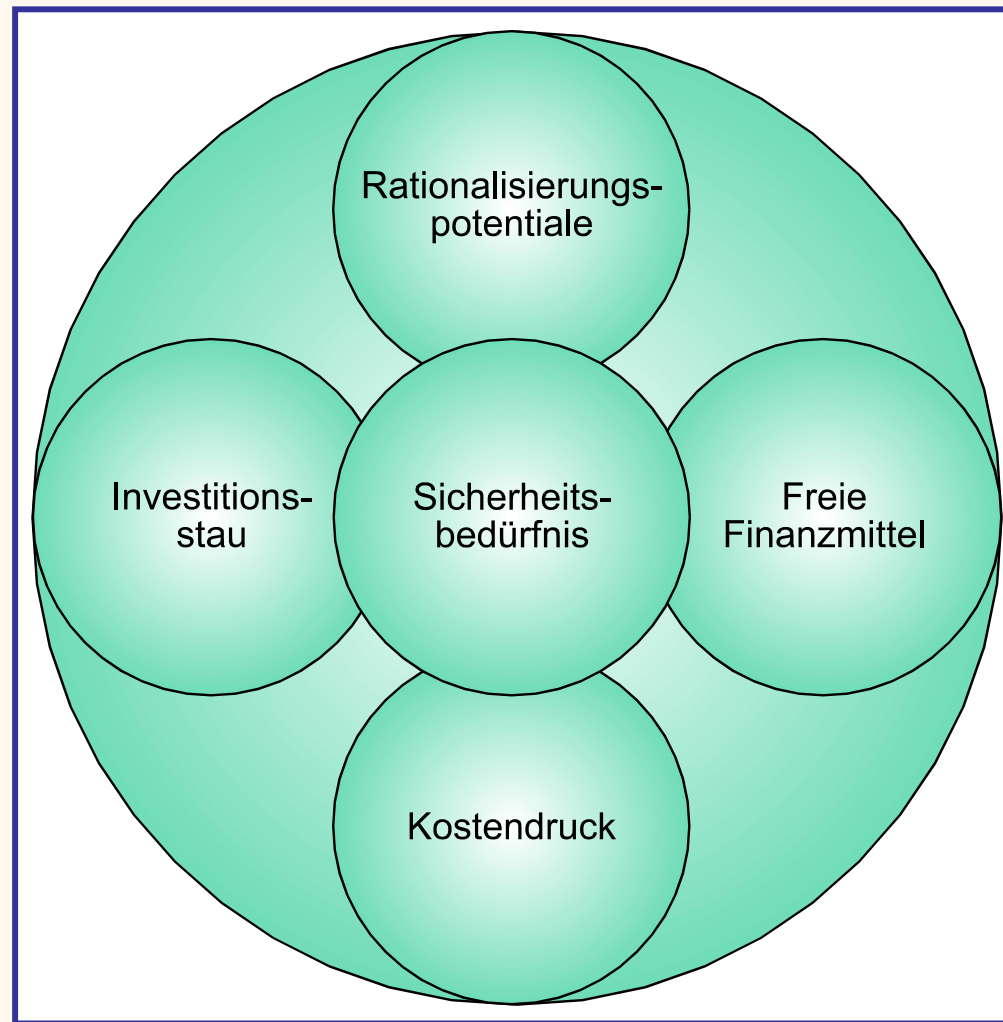 Rationalisierungs-
potentiale
Investitions-
stau
Sicherheits-
bedürfnis
Freie
Finanzmittel
Kostendruck